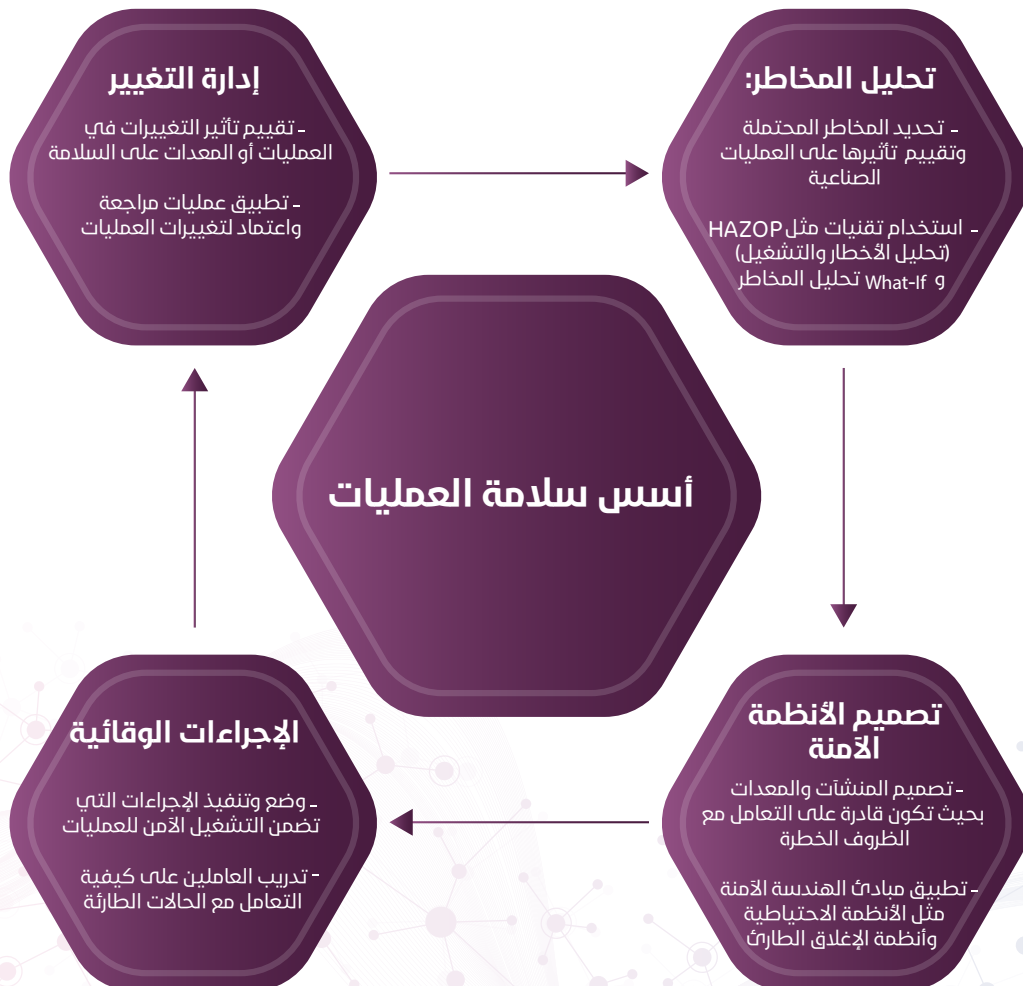 تحليل المخاطر:
- تحديد المخاطر المحتملة
وتقييم تأثيرها على العمليات
الصناعية
- استخدام تقنيات مثل HAZOP
(تحليل الأخطار والتشغيل)
و What-If تحليل المخاطر
إدارة التغيير
- تقييم تأثير التغييرات في
العمليات أو المعدات على السلامة
- تطبيق عمليات مراجعة
واعتماد لتغييرات العمليات
أسس سلامة العمليات
تصميم الأنظمة
الآمنة
- تصميم المنشآت والمعدات
بحيث تكون قادرة على التعامل مع
الظروف الخطرة
- تطبيق مبادئ الهندسة الآمنة
مثل الأنظمة الاحتياطية
وأنظمة الإغلاق الطارئ
الإجراءات الوقائية
- وضع وتنفيذ الإجراءات التي
تضمن التشغيل الآمن للعمليات
- تدريب العاملين على كيفية
التعامل مع الحالات الطارئة